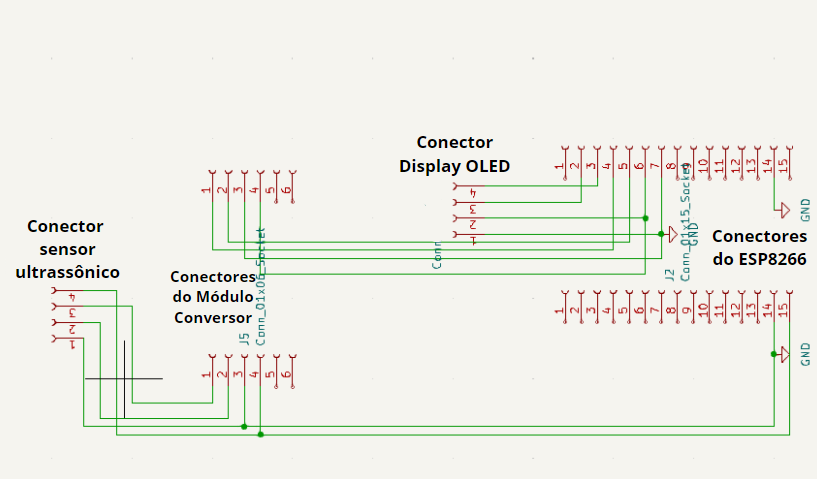 Conector
Display OLED
1 2 3 4 5 6 7 8 9 10 11 12 13 14 15
4
3
2
1
Conn
1 2 3 4 5 6
GND
GND
J2
Conn_01x15_Socket
Conectores
do ESP8266
Conector
sensor
ultrassônico
4
3
2
1
Conectores
do Módulo
Conversor
J5
Conn_01x06_Socket
1 2 3 4 5 6 7 8 9 10 11 12 13 14 15
GND
1 2 3 4 5 6